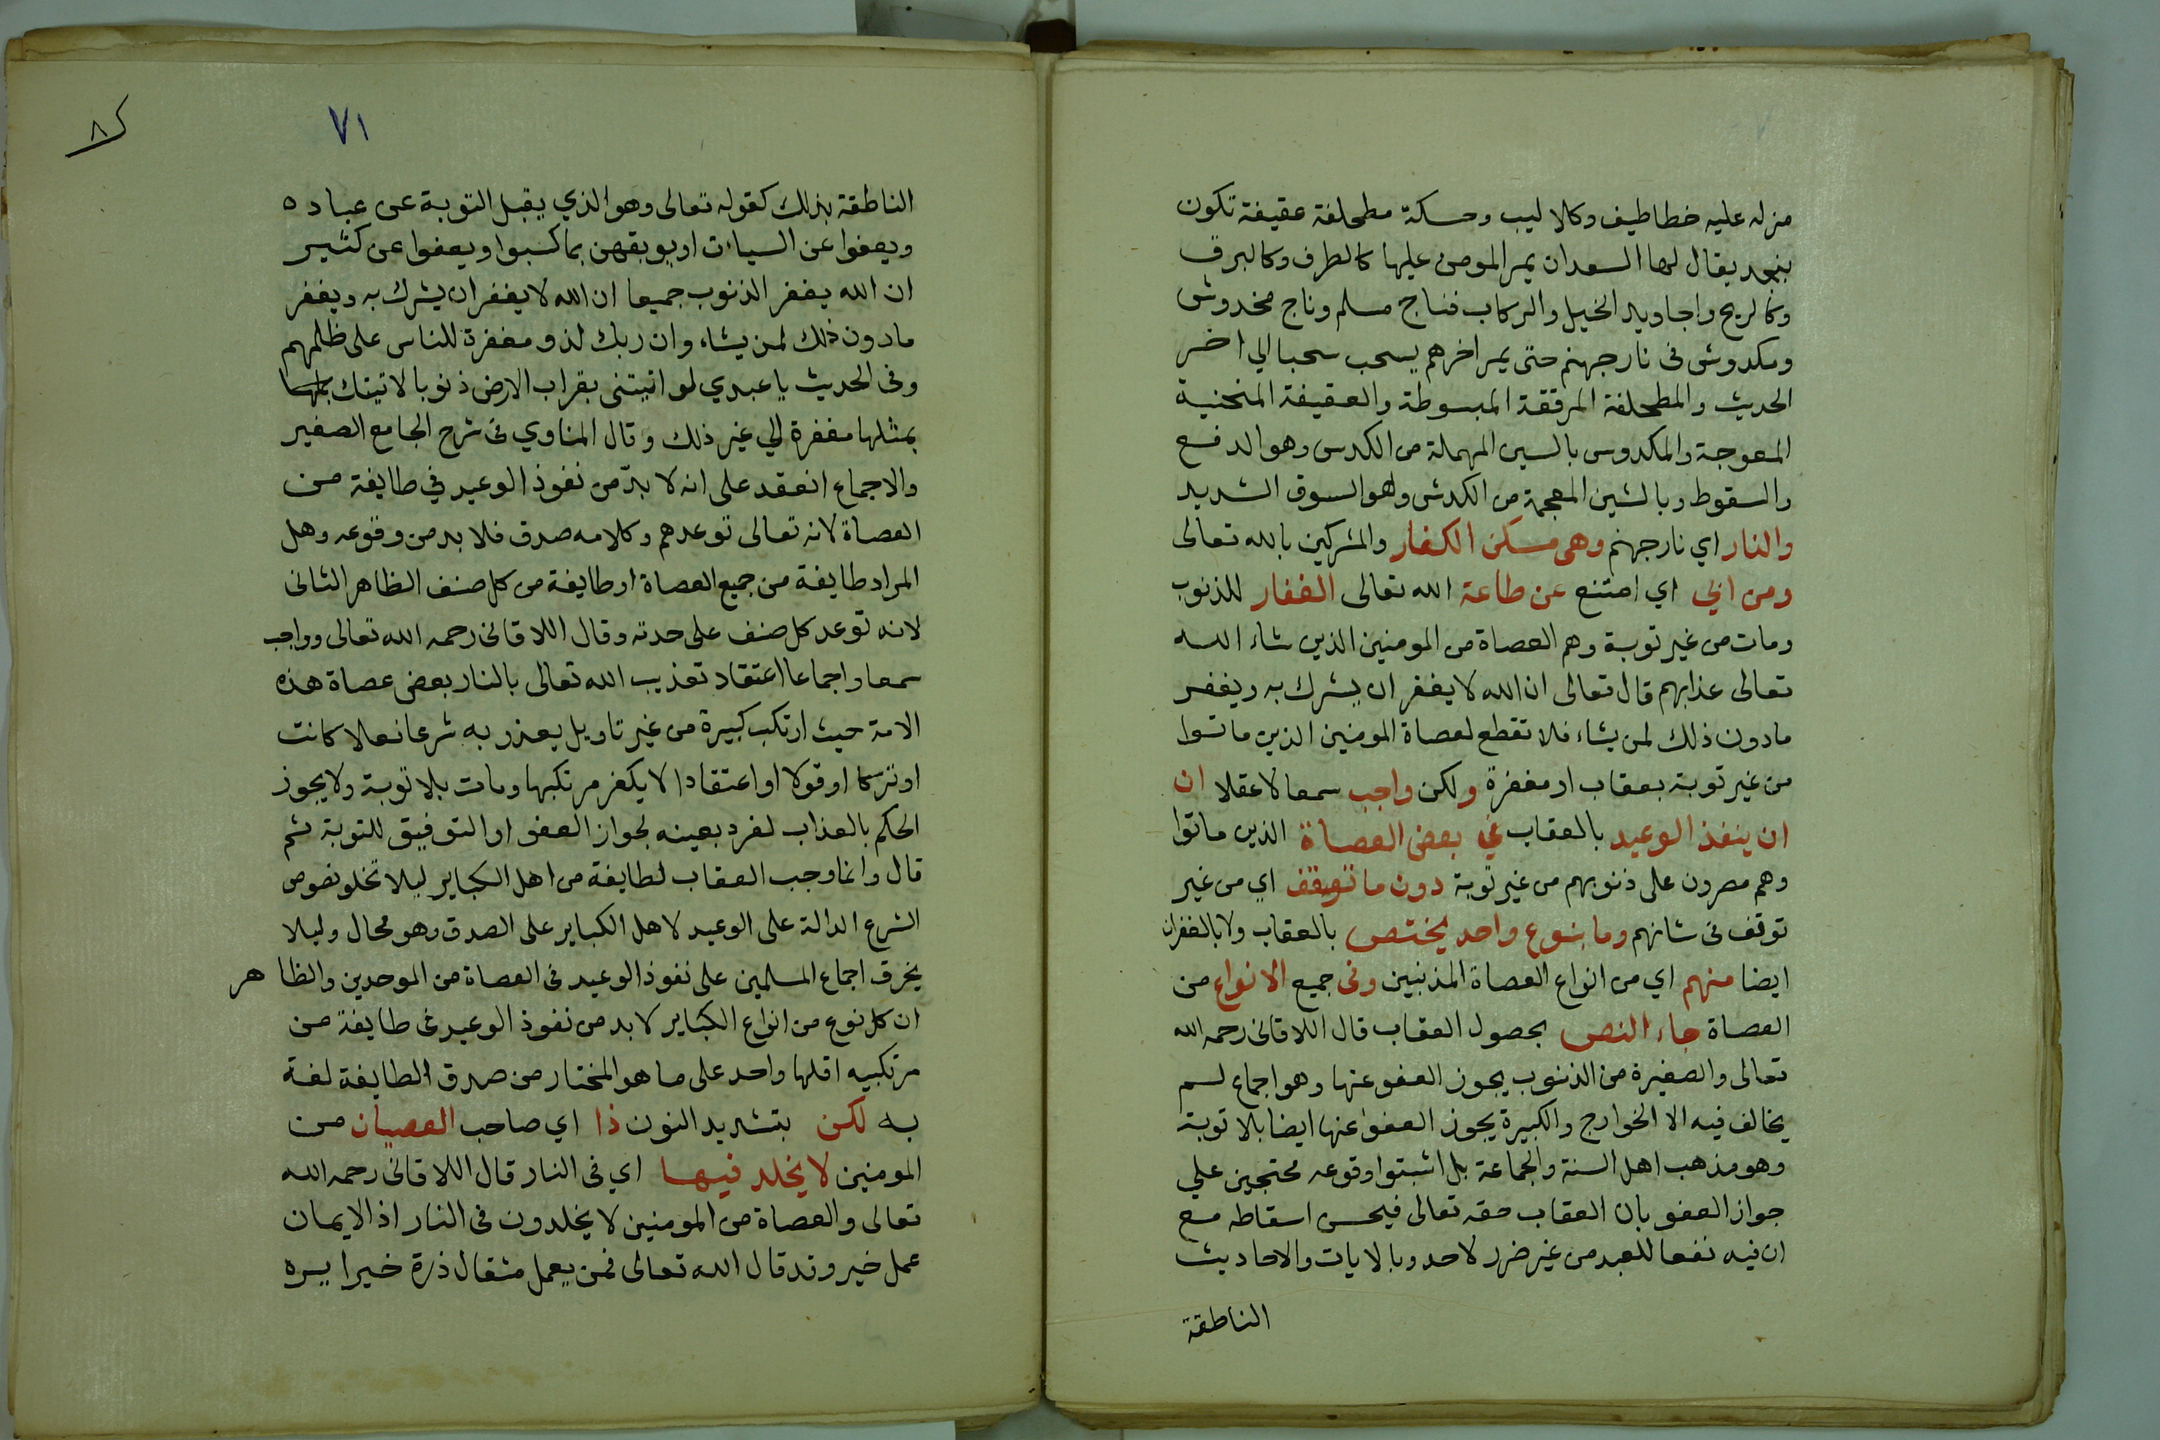 مزله عليه خطاطيف وكلاليب وحسكة مطحلفة عقيفة تكون
بنجد يقال لها السعدان يمر المومن عليها كالطرف وكالبرق
وكالريح واجاويد الخيل والركاب فناج مسلم وناج مخدوش
ومكدوش فى نار جهنم حتى يمر اخرهم يسحب سحبا الى اخر
الحديث والمطحلفة المرققة المبسوطة والعقيفة المنحنية
المعوجة والمكدوس بالسين المهملة من الكدس وهو الدفع
والسقوط وبالشين المعجمة من الكدش وهو السوق الشديد
والنار اي نار جهنم وهى مسكن الكفار والمشركين بالله تعالى
ومن ابي اي امتنع عن طاعة الله تعالى الغفار للذنوب
ومات من غير توبة وهم العصاة من المومنين الذين شاء الله
تعالى عذابهم قال تعالى ان الله لا يغفر ان يشرك به ويغفر
مادون ذلك لمن يشاء فلا تقطع لعصاة المومنين الذين ماتوا
من غير توبة بعقاب او مغفرة ولكن واجب سمعا لا عقلا ان
ان ينفذ الوعيد بالعقاب في بعض العصاة الذين ماتوا
وهم مصرون على ذنوبهم من غير توبة دون ما توقف اي من غير
توقف فى شانهم وما بنوع واحد يختص بالعقاب ولا بالغفران
ايضا منهم اي من انواع العصاة المذنبين وفى جميع الانواع من
العصاة جاء النص بحصول العقاب قال اللاقانى رحمه الله
تعالى والصغيرة من الذنوب يجوز العفو عنها وهو اجماع لم
يخالف فيه الا الخوارج والكبيرة يجوز العفو عنها ايضا بلا توبة
وهو مذهب اهل السنة والجماعة بل اثبتوا وقوعه محتجين على
جواز العفو بان العقاب حقه تعالى فيحسن اسقاطه مع
ان فيه نفعا للعبد من غير ضرر لاحد وبالايات والاحاديث
الناطقة
٧١
الناطقة بذلك كقوله تعالى وهو الذي يقبل التوبة عن عباده
ويعفوا عن السيات او يوبقهن بما كسبوا ويعفوا عن كثير
ان الله يغفر الذنوب جميعا ان الله لا يغفر ان يشرك به ويغفر
مادون ذلك لمن يشاء وان ربك لذو مغفرة للناس على ظلمهم
وفى الحديث يا عبدي لو اتيتنى بقراب الارض ذنوبا لاتيتك
بمثلها مغفرة الي غير ذلك وقال المناوي فى شرح الجامع الصغير
والاجماع انعقد على انه لا بدّ من نفوذ الوعيد في طايفة من
العصاة لانه تعالى توعدهم وكلامه صدق فلا بد من وقوعه وهل
المراد طايفة من جميع العصاة او طايفة من كل صنف الظاهر الثانى
لانه توعد كل صنف على حدته وقال اللاقانى رحمه الله تعالى وواجب
سمعا واجماعا اعتقاد تعذيب الله تعالى بالنار بعض عصاة هذه
الامة حيث ارتكب كبيرة من غير تاويل يعذر به شرعا فعلا كانت
او تركا او قولا او اعتقادا لا يكفر مرتكبها ومات بلا توبة ولا يجوز
الحكم بالعذاب لفرد بعينه لجواز العفو او التوفيق للتوبة ثم
قال وانما وجب العقاب لطايفة من اهل الكباير ليلا تخلو نصوص
الشرع الدالة على الوعيد لاهل الكباير على الصدق وهو محال وليلا
يخرق اجماع المسلمين على نفوذ الوعيد فى العصاة من الموحدين والظاهر
ان كل نوع من انواع الكباير لا بد من نفوذ الوعيد فى طايفة من
مرتكبيه اقلها واحد على ما هو المختار من صدق الطايفة لغة
به لكن بتشديد النون ذا اي صاحب العصيان من
المومنين لا يخلد فيها اي فى النار قال اللاقانى رحمه الله
تعالى والعصاة من المومنين لا يخلدون فى النار اذ الايمان
عمل خير وقد قال الله تعالى فمن يعمل مثقال ذرة خيرا يره